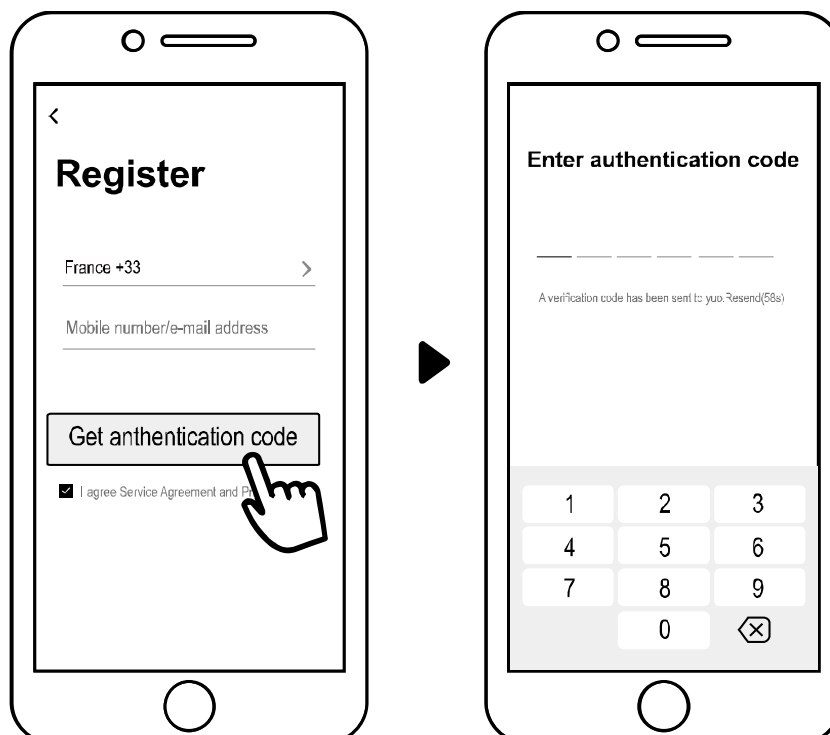 Register
France +33
Mobile number/e-mail address
Get anthentication code
I agree Service Agreement and
Enter authentication code
A verification code has been sent to yuo.Resend(58s)
1 2 3
4 5 6
7 8 9
0